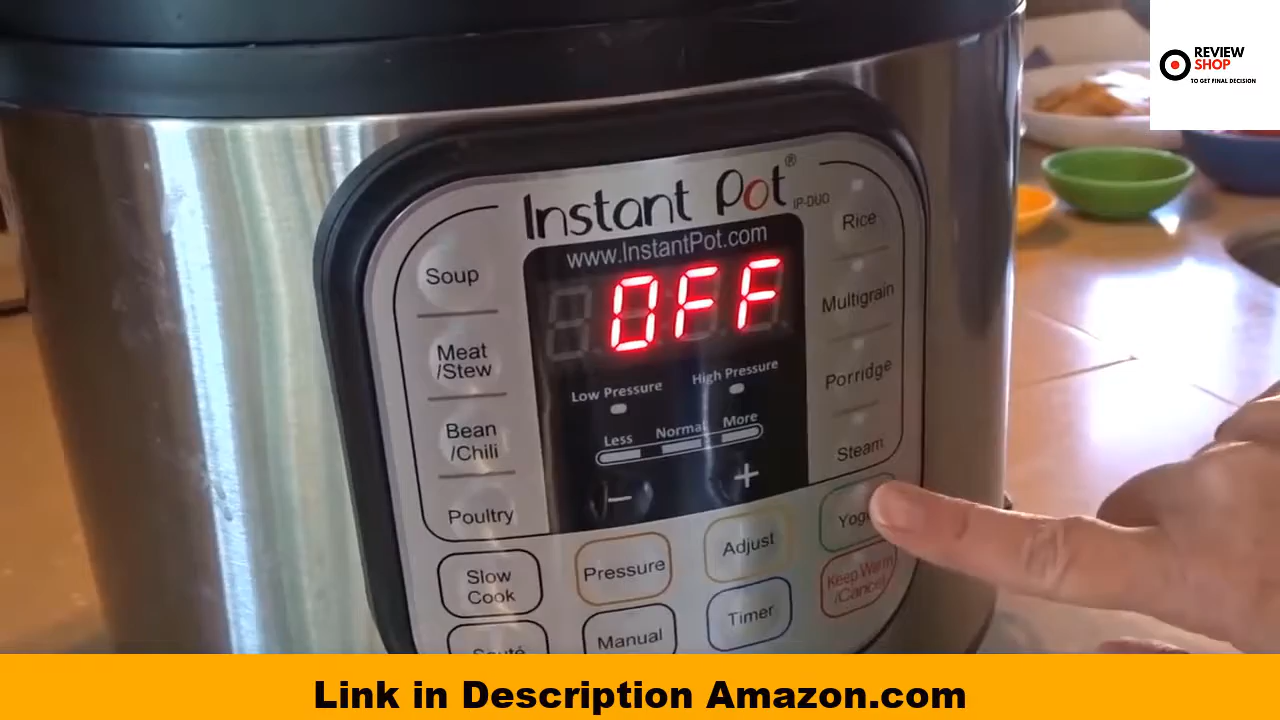 REVIEW
SHOP
TO GET FINAL DECISION
Instant Pot®
IP-DUO
www.InstantPot.com
OFF
Low Pressure
High Pressure
Less
Normal
More
-
+
Soup
Meat
/Stew
Bean
/Chili
Poultry
Rice
Multigrain
Porridge
Steam
Slow
Cook
Pressure
Adjust
Keep Warm
/Cancel
Manual
Timer
Link in Description Amazon.com